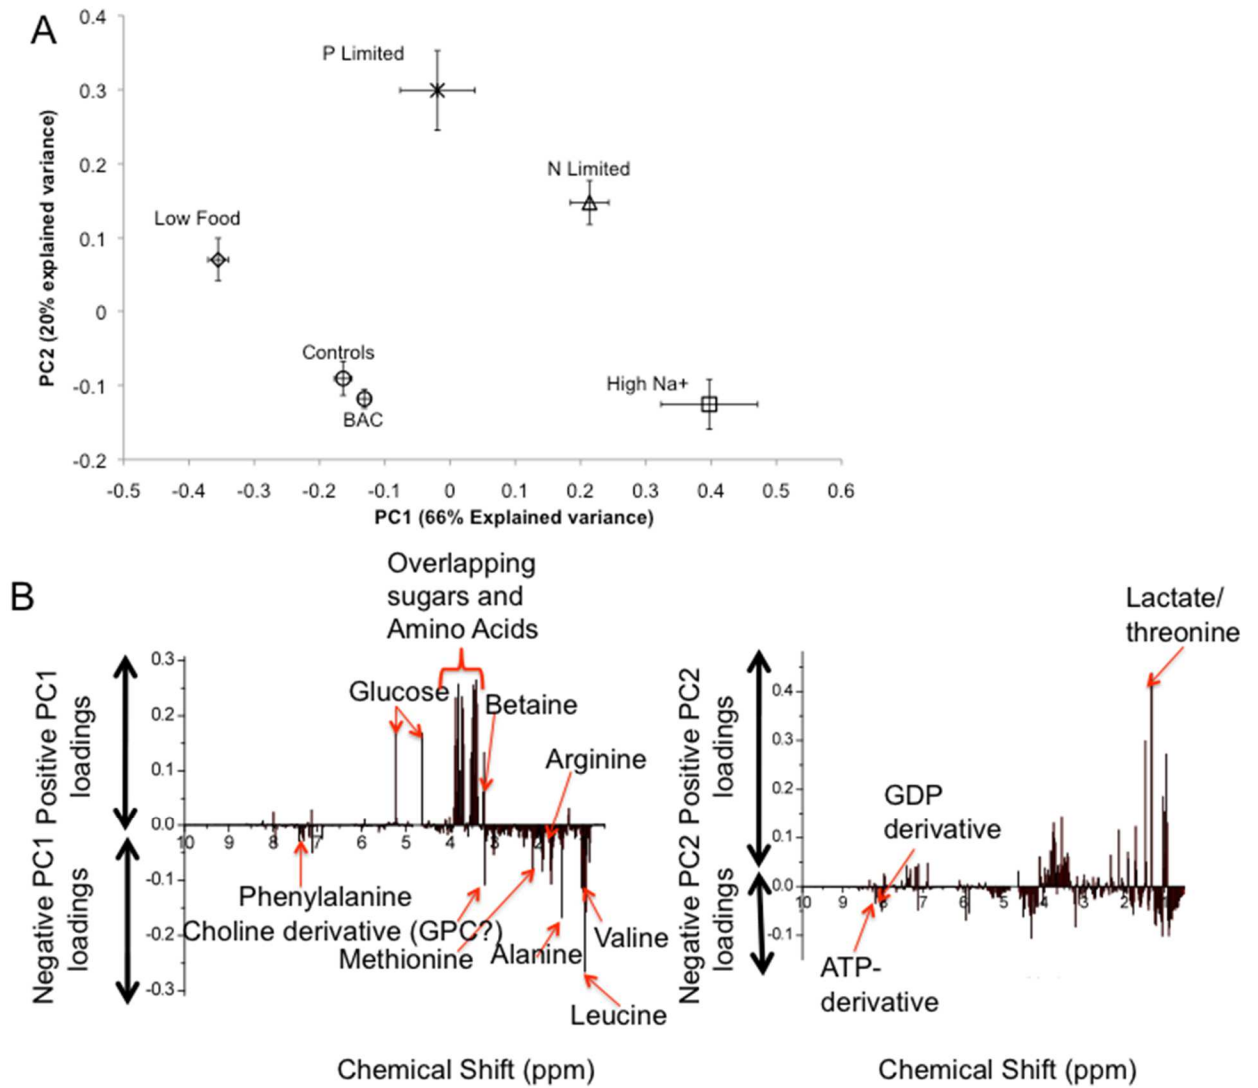 A
0.4
P Limited
0.3
N Limited
0.2
Low Food
0.1
0
Controls
-0.1
High Na+
BAC
-0.2
PC2 (20% explained variance)
-0.5 -0.4 -0.3 -0.2 -0.1 0 0.1 0.2 0.3 0.4 0.5 0.6
PC1 (66% Explained variance)
B
Overlapping
sugars and
Amino Acids
Glucose
Betaine
Arginine
0.3
0.2
0.1
0.0
-0.1
-0.2
-0.3
10 9 8 7 6 5 4 3 2
Negative PC1 Positive PC1
loadings loadings
Phenylalanine
Choline derivative (GPC?)
Methionine
Alanine
Valine
Leucine
Chemical Shift (ppm)
Lactate/
threonine
GDP
derivative
0.4
0.3
0.2
0.1
0.0
-0.1
10 9 8 7 6 5 4 3 2
Negative PC2 Positive PC2
loadings loadings
ATP-
derivative
Chemical Shift (ppm)